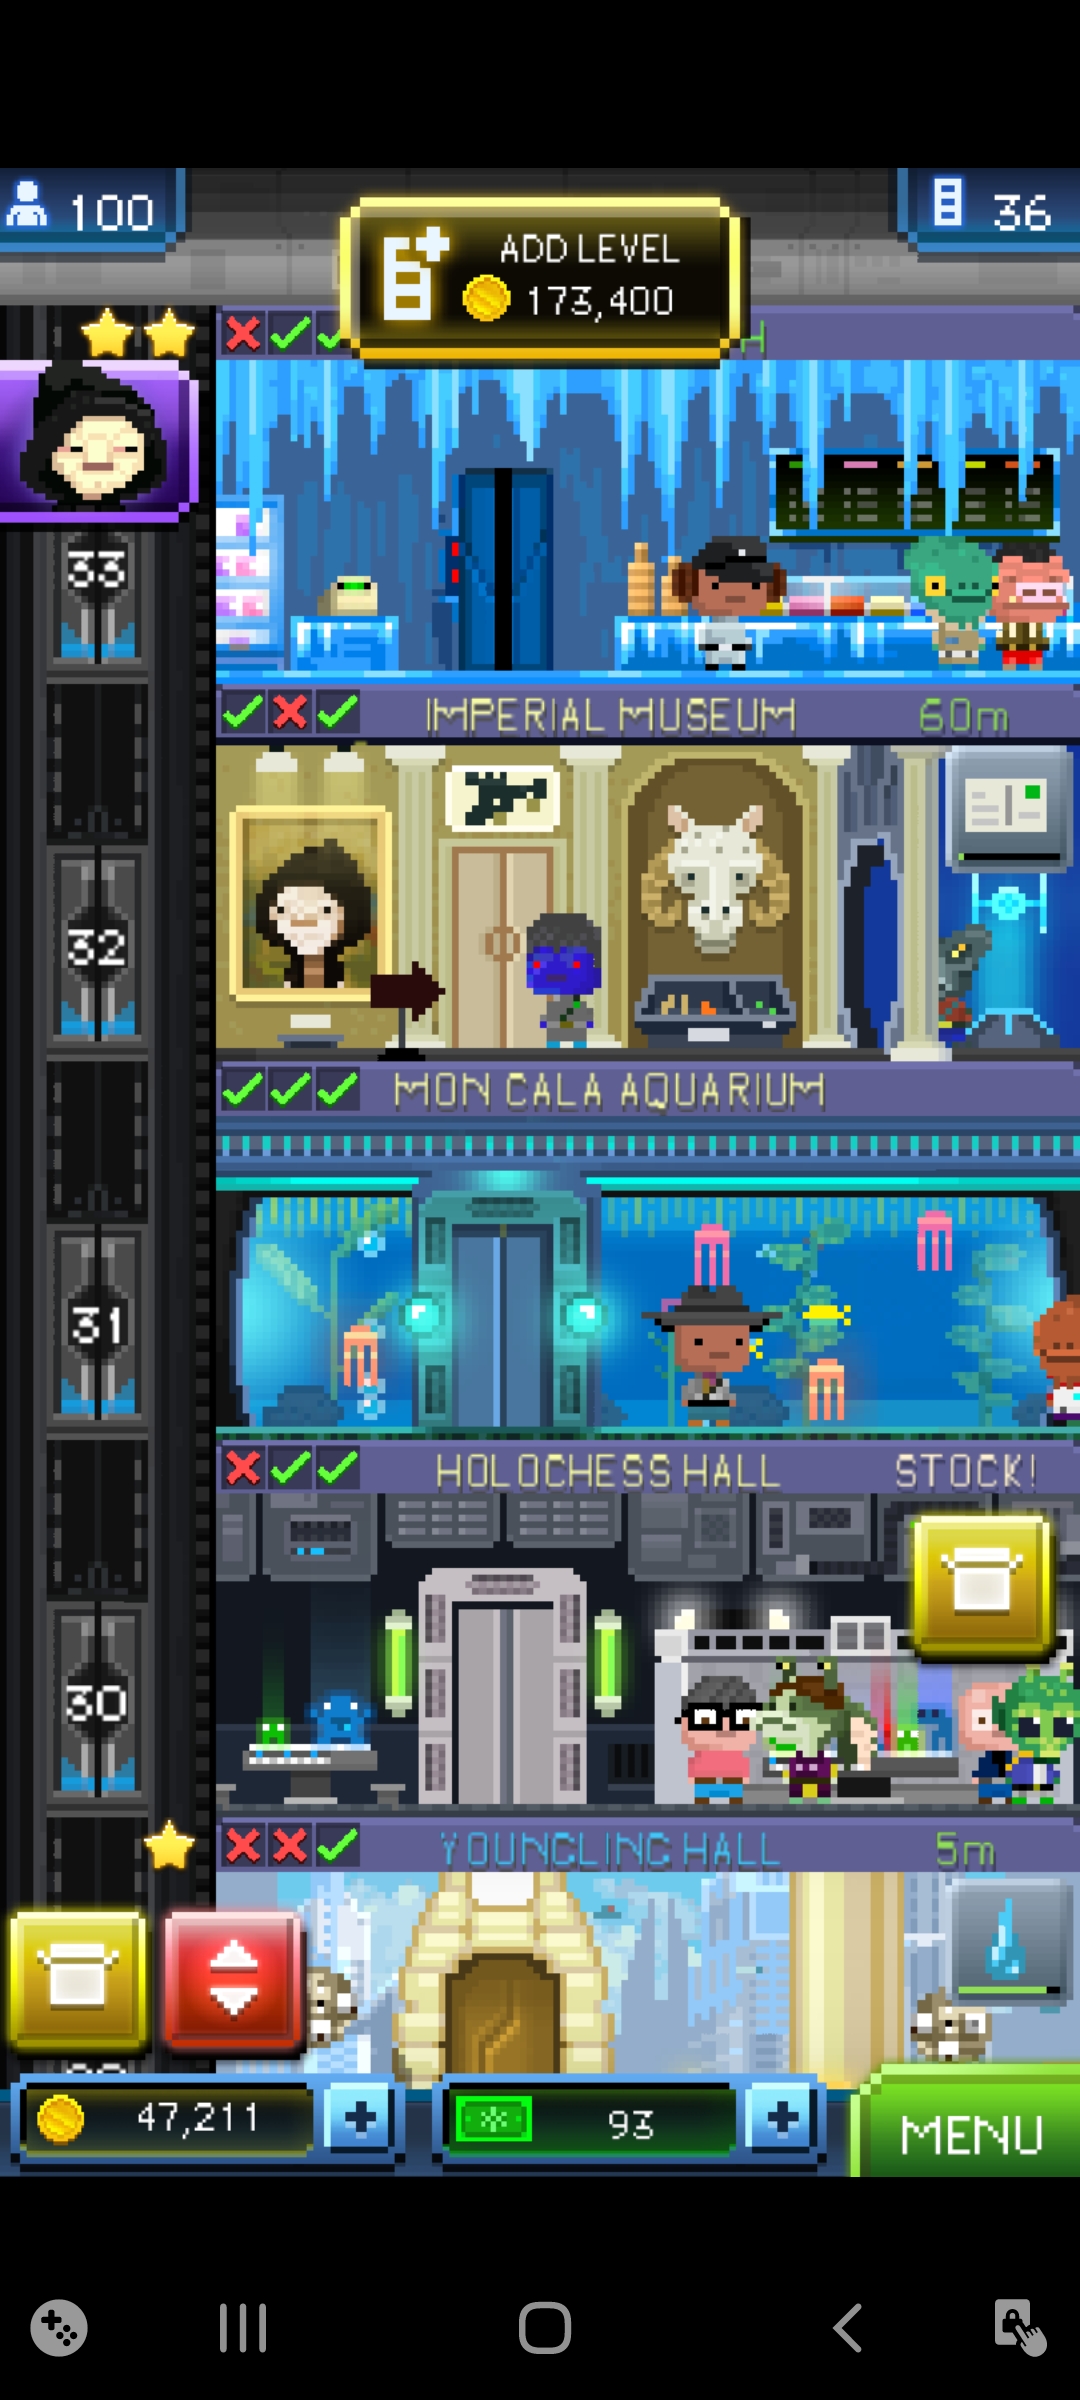 100
ADD LEVEL
173,400
36
33
IMPERIAL MUSEUM 60m
32
MON CALA AQUARIUM
31
HOLOCHESS HALL STOCK!
30
YOUNGLING HALL 5m
47,211
93
MENU